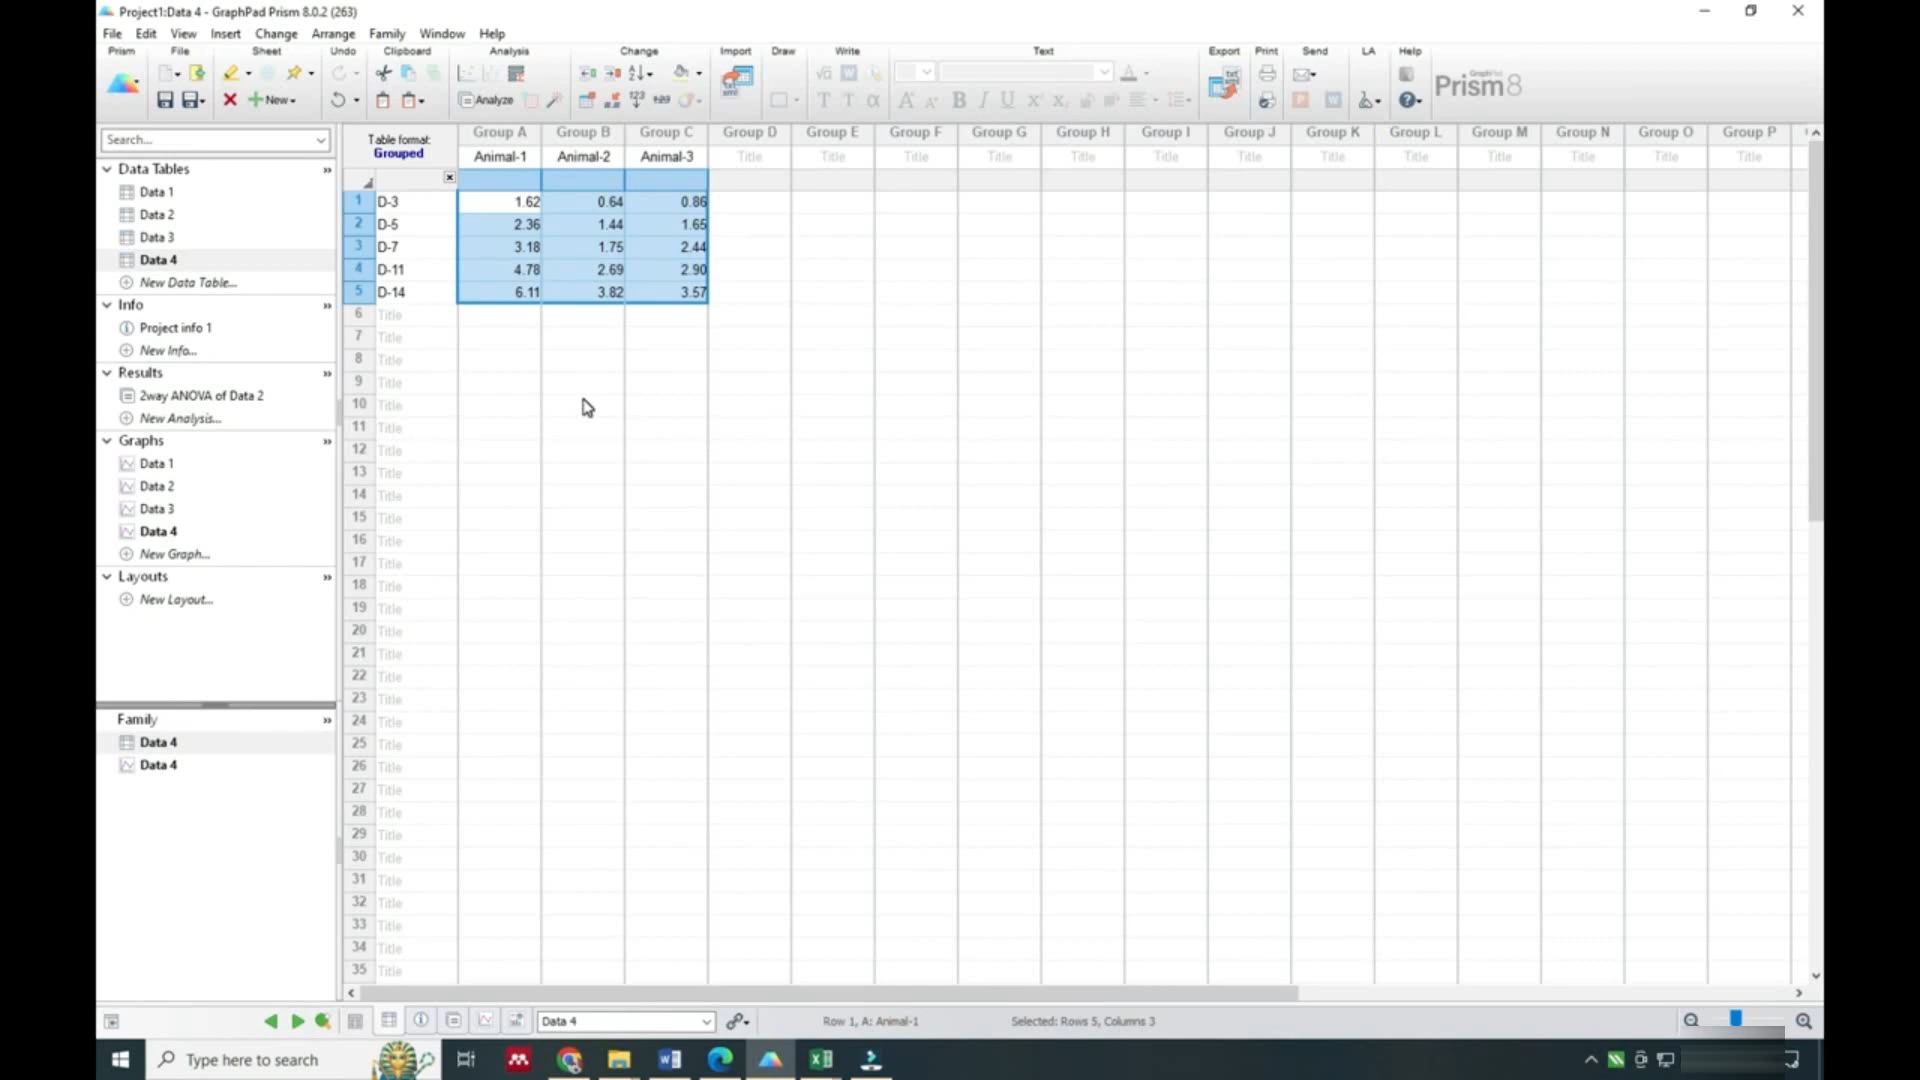 Project1:Data 4 - GraphPad Prism 8.0.2 (263)
File Edit View Insert Change Arrange Family Window Help
Prism File Sheet Undo Clipboard Analysis Change Import Draw Write Text Export Print Send LA Help
New
Analyze
GraphPad
Prism 8
Search...
Table format:
Grouped
Group A Group B Group C Group D Group E Group F Group G Group H Group I Group J Group K Group L Group M Group N Group O Group P
Animal-1 Animal-2 Animal-3 Title Title Title Title Title Title Title Title Title Title Title Title Title
1 D-3 1.62 0.64 0.86
2 D-5 2.36 1.44 1.65
3 D-7 3.18 1.75 2.44
4 D-11 4.78 2.69 2.90
5 D-14 6.11 3.82 3.57
6 Title
7 Title
8 Title
9 Title
10 Title
11 Title
12 Title
13 Title
14 Title
15 Title
16 Title
17 Title
18 Title
19 Title
20 Title
21 Title
22 Title
23 Title
24 Title
25 Title
26 Title
27 Title
28 Title
29 Title
30 Title
31 Title
32 Title
33 Title
34 Title
35 Title
Data Tables
Data 1
Data 2
Data 3
Data 4
New Data Table...
Info
Project info 1
New Info...
Results
2way ANOVA of Data 2
New Analysis...
Graphs
Data 1
Data 2
Data 3
Data 4
New Graph...
Layouts
New Layout...
Family
Data 4
Data 4
Data 4
Row 1, A: Animal-1
Selected: Rows 5, Columns 3
Type here to search